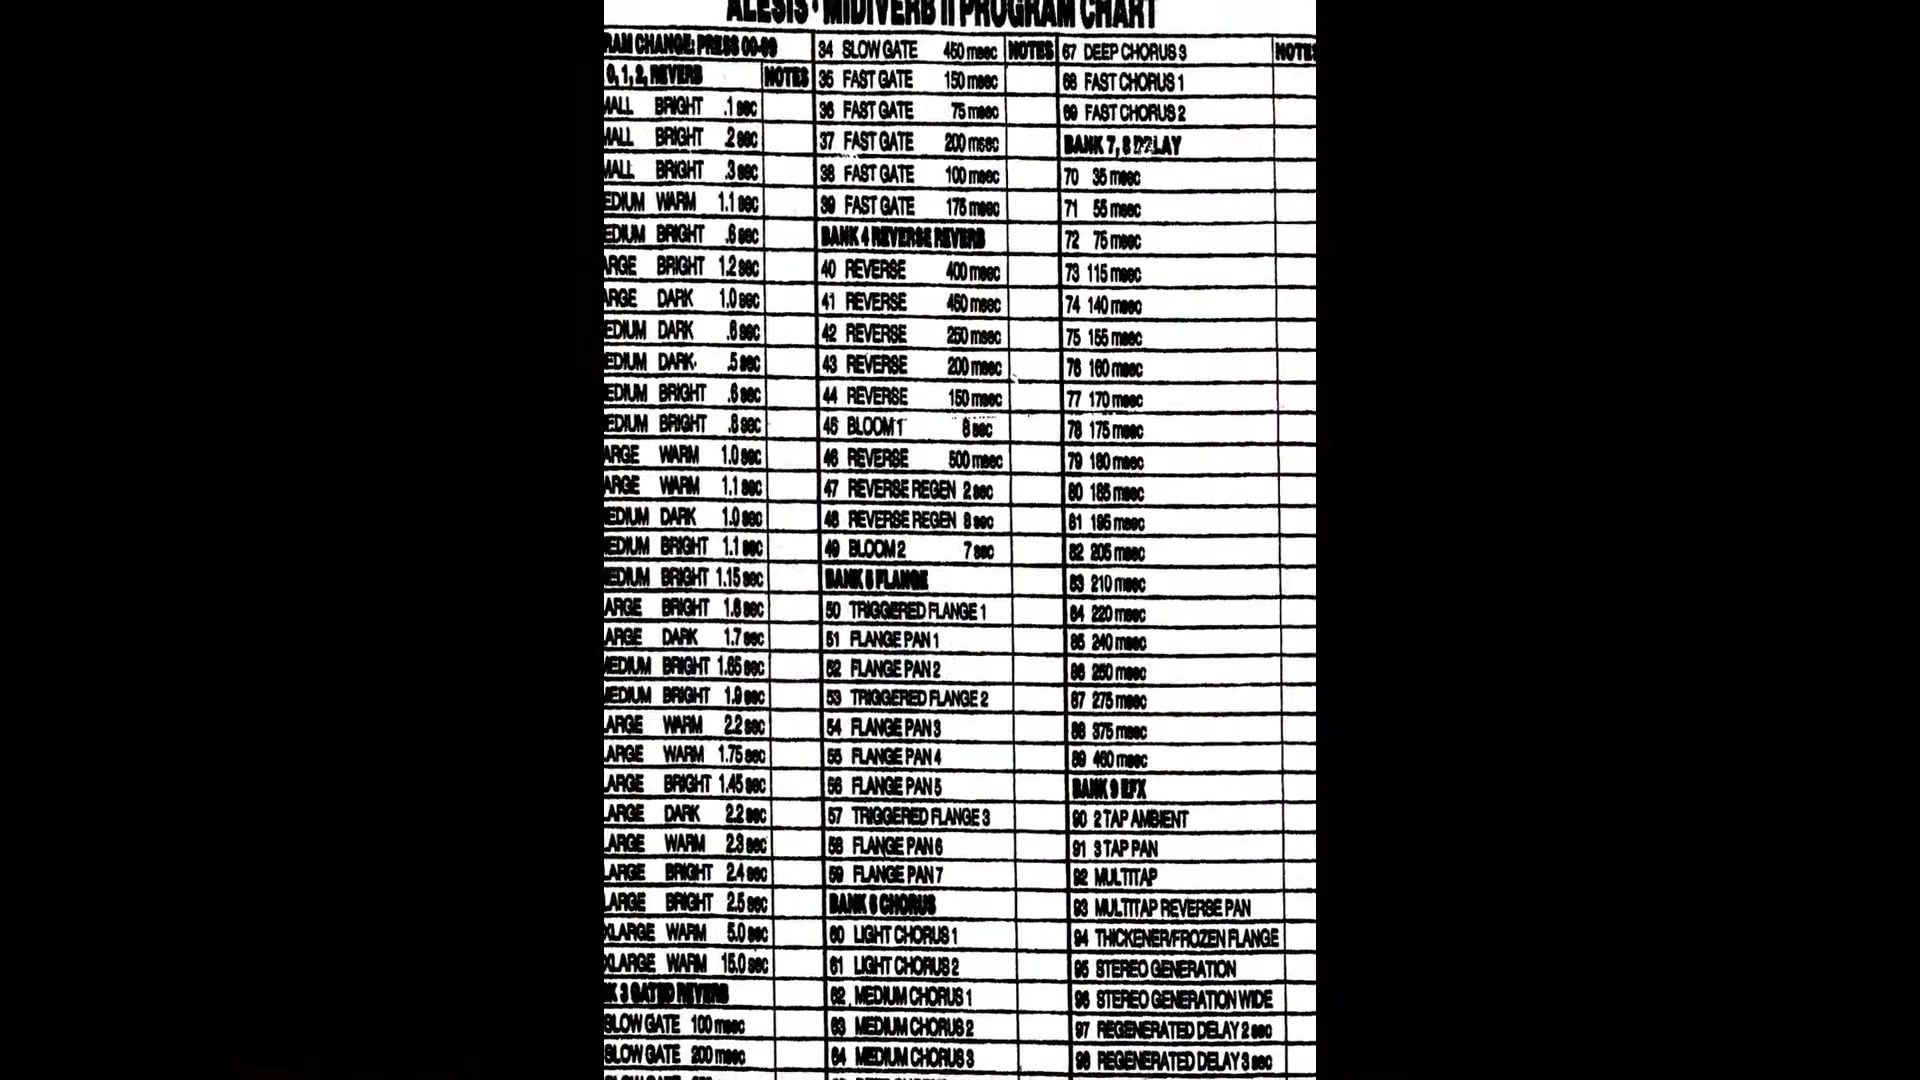 ALESIS · MIDIVERB II PROGRAM CHART
RAM CHANGE: PRESS 00-99
0, 1, 2, REVERB NOTES
MALL BRIGHT .1 sec
MALL BRIGHT .2 sec
MALL BRIGHT .3 sec
EDIUM WARM 1.1 sec
EDIUM BRIGHT .6 sec
ARGE BRIGHT 1.2 sec
ARGE DARK 1.0 sec
EDIUM DARK .6 sec
EDIUM DARK .5 sec
EDIUM BRIGHT .6 sec
EDIUM BRIGHT .8 sec
ARGE WARM 1.0 sec
ARGE WARM 1.1 sec
EDIUM DARK 1.0 sec
EDIUM BRIGHT 1.1 sec
EDIUM BRIGHT 1.15 sec
ARGE BRIGHT 1.6 sec
ARGE DARK 1.7 sec
MEDIUM BRIGHT 1.65 sec
MEDIUM BRIGHT 1.9 sec
LARGE WARM 2.2 sec
LARGE WARM 1.75 sec
LARGE BRIGHT 1.45 sec
LARGE DARK 2.2 sec
LARGE WARM 2.3 sec
LARGE BRIGHT 2.4 sec
LARGE BRIGHT 2.5 sec
XLARGE WARM 5.0 sec
XLARGE WARM 15.0 sec
K 3 GATED REVERB
SLOW GATE 100 msec
SLOW GATE 200 msec
34 SLOW GATE 450 msec NOTES
35 FAST GATE 150 msec
36 FAST GATE 75 msec
37 FAST GATE 200 msec
38 FAST GATE 100 msec
39 FAST GATE 175 msec
BANK 4 REVERSE REVERB
40 REVERSE 400 msec
41 REVERSE 450 msec
42 REVERSE 250 msec
43 REVERSE 200 msec
44 REVERSE 150 msec
45 BLOOM 1 8 sec
46 REVERSE 500 msec
47 REVERSE REGEN 2 sec
48 REVERSE REGEN 8 sec
49 BLOOM 2 7 sec
BANK 5 FLANGE
50 TRIGGERED FLANGE 1
51 FLANGE PAN 1
52 FLANGE PAN 2
53 TRIGGERED FLANGE 2
54 FLANGE PAN 3
55 FLANGE PAN 4
56 FLANGE PAN 5
57 TRIGGERED FLANGE 3
58 FLANGE PAN 6
59 FLANGE PAN 7
BANK 6 CHORUS
60 LIGHT CHORUS 1
61 LIGHT CHORUS 2
62 MEDIUM CHORUS 1
63 MEDIUM CHORUS 2
64 MEDIUM CHORUS 3
67 DEEP CHORUS 3 NOTES
68 FAST CHORUS 1
69 FAST CHORUS 2
BANK 7, 8 DELAY
70 35 msec
71 55 msec
72 75 msec
73 115 msec
74 140 msec
75 155 msec
76 160 msec
77 170 msec
78 175 msec
79 180 msec
80 185 msec
81 195 msec
82 205 msec
83 210 msec
84 220 msec
85 240 msec
86 250 msec
87 275 msec
88 375 msec
89 460 msec
BANK 9 EFX
90 2 TAP AMBIENT
91 3 TAP PAN
92 MULTITAP
93 MULTITAP REVERSE PAN
94 THICKENER/FROZEN FLANGE
95 STEREO GENERATION
96 STEREO GENERATION WIDE
97 REGENERATED DELAY 2 sec
98 REGENERATED DELAY 3 sec